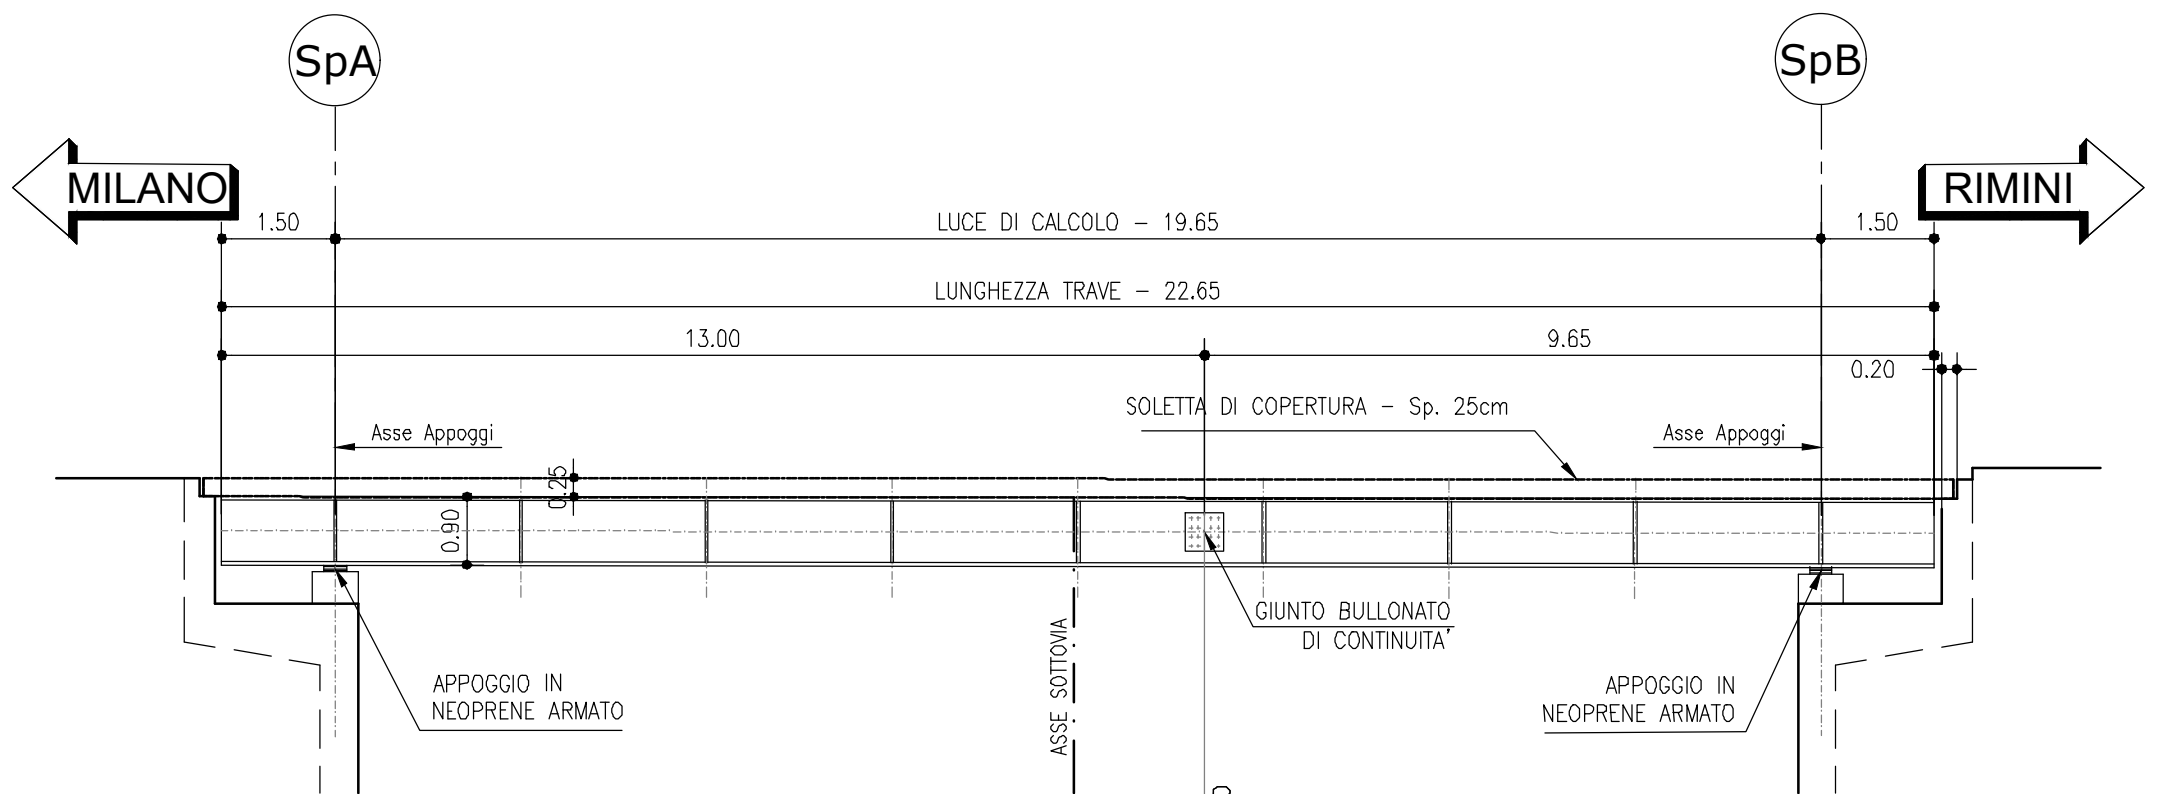 SpA
SpB
MILANO
RIMINI
1.50
LUCE DI CALCOLO - 19.65
1.50
LUNGHEZZA TRAVE - 22.65
13.00
9.65
0.20
SOLETTA DI COPERTURA - Sp. 25cm
Asse Appoggi
Asse Appoggi
0.25
0.90
GIUNTO BULLONATO
DI CONTINUITA'
ASSE SOTTOVIA
APPOGGIO IN
NEOPRENE ARMATO
APPOGGIO IN
NEOPRENE ARMATO